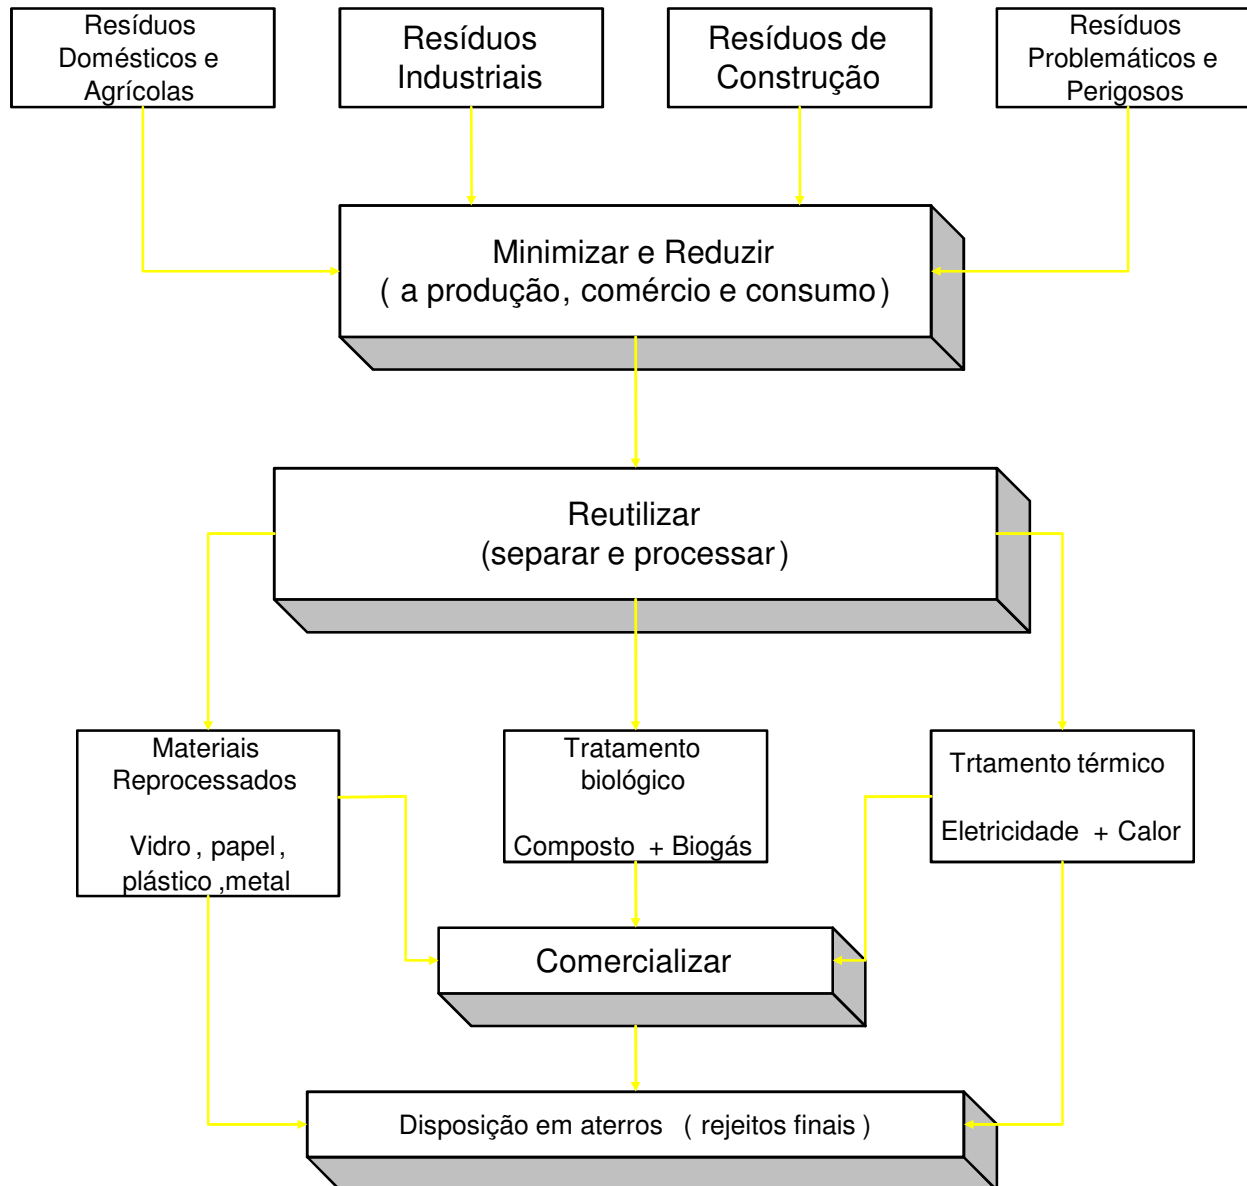 Resíduos
Domésticos e
Agrícolas
Resíduos
Industriais
Resíduos de
Construção
Resíduos
Problemáticos e
Perigosos
Minimizar e Reduzir
( a produção, comércio e consumo )
Reutilizar
(separar e processar )
Materiais
Reprocessados
Vidro , papel ,
plástico ,metal
Tratamento
biológico
Composto + Biogás
Trtamento térmico
Eletricidade + Calor
Comercializar
Disposição em aterros ( rejeitos finais )